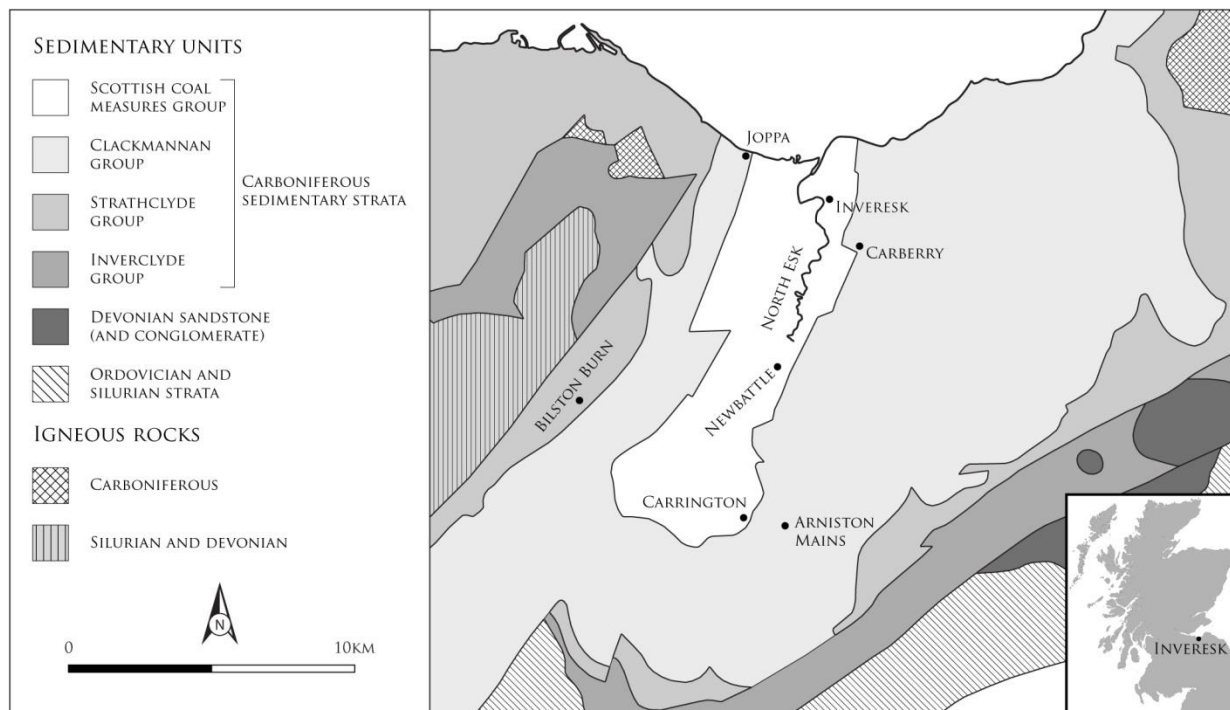 Sedimentary units
Scottish coal
measures group
Clackmannan
group
Strathclyde
group
Inverclyde
group
Carboniferous
sedimentary strata
Devonian sandstone
(and conglomerate)
Ordovician and
silurian strata
Igneous rocks
Carboniferous
Silurian and devonian
N
0
10km
Joppa
Inveresk
Carberry
North Esk
Newbattle
Bilston Burn
Carrington
Arniston
Mains
Inveresk